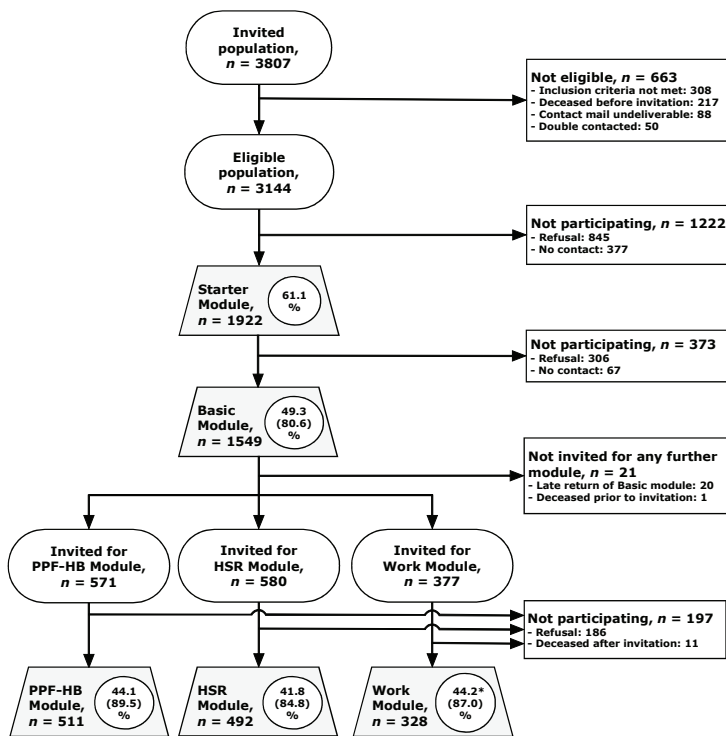 Invited
population,
n = 3807
Not eligible, n = 663
- Inclusion criteria not met: 308
- Deceased before invitation: 217
- Contact mail undeliverable: 88
- Double contacted: 50
Eligible
population,
n = 3144
Not participating, n = 1222
- Refusal: 845
- No contact: 377
Starter
Module,
n = 1922
61.1
%
Not participating, n = 373
- Refusal: 306
- No contact: 67
Basic
Module,
n = 1549
49.3
(80.6)
%
Not invited for any further
module, n = 21
- Late return of Basic module: 20
- Deceased prior to invitation: 1
Invited for
PPF-HB Module,
n = 571
Invited for
HSR Module,
n = 580
Invited for
Work Module,
n = 377
Not participating, n = 197
- Refusal: 186
- Deceased after invitation: 11
PPF-HB
Module,
n = 511
44.1
(89.5)
%
HSR
Module,
n = 492
41.8
(84.8)
%
Work
Module,
n = 328
44.2*
(87.0)
%